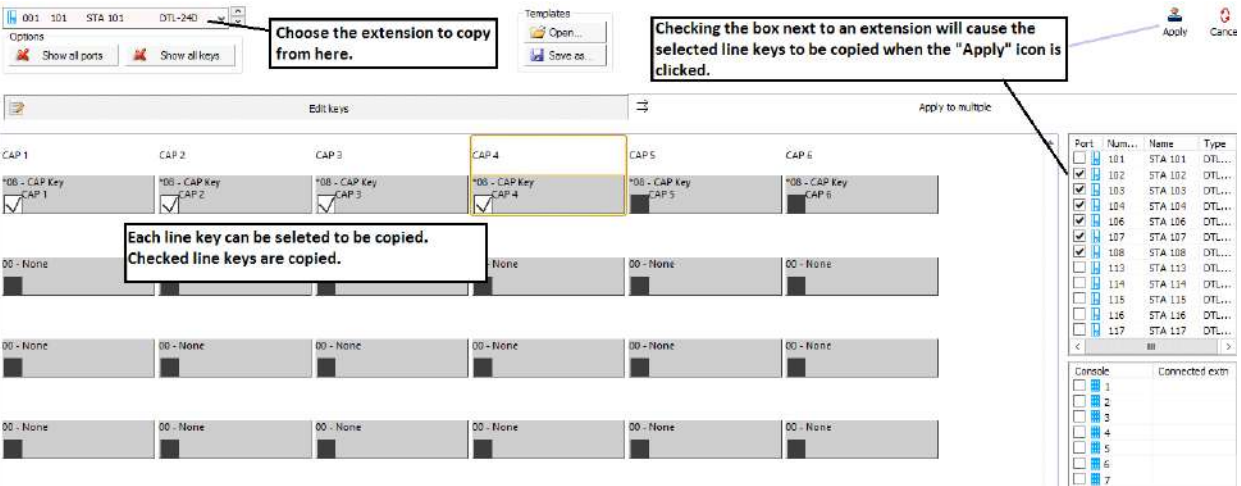 001 101 STA 101 DTL-24D
Options
Show all ports Show all keys
Choose the extension to copy
from here.
Templates
Open...
Save as...
Checking the box next to an extension will cause the
selected line keys to be copied when the "Apply" icon is
clicked.
Apply Cance
Edit keys
Apply to multiple
CAP 1 CAP 2 CAP 3 CAP 4 CAP 5 CAP 6
*08 - CAP Key *08 - CAP Key *08 - CAP Key *08 - CAP Key *08 - CAP Key *08 - CAP Key
CAP 1 CAP 2 CAP 3 CAP 4 CAP 5 CAP 6
Each line key can be seleted to be copied.
Checked line keys are copied.
00 - None - None 00 - None 00 - None
00 - None 00 - None 00 - None 00 - None 00 - None 00 - None
00 - None 00 - None 00 - None 00 - None 00 - None 00 - None
Port Num... Name Type
101 STA 101 DTL...
102 STA 102 DTL...
103 STA 103 DTL...
104 STA 104 DTL...
106 STA 106 DTL...
107 STA 107 DTL...
108 STA 108 DTL...
113 STA 113 DTL...
114 STA 114 DTL...
115 STA 115 DTL...
116 STA 116 DTL...
117 STA 117 DTL...
Console Connected extn
1
2
3
4
5
6
7